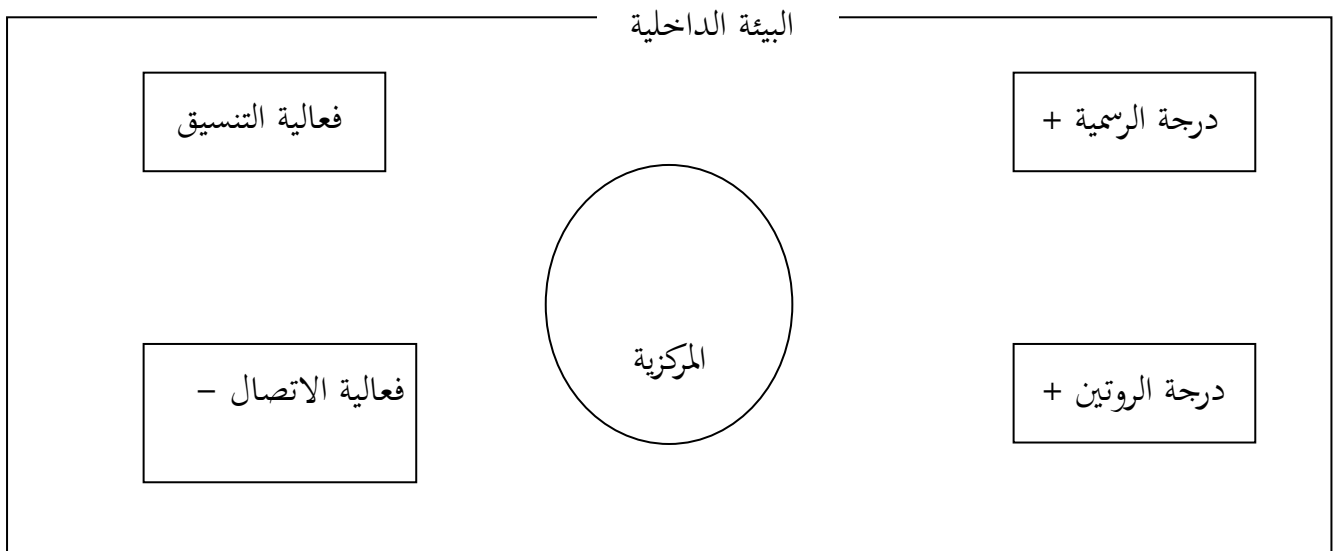 البيئة الداخلية
درجة الرسمية +
فعالية التنسيق
المركزية
درجة الروتين +
فعالية الاتصال –